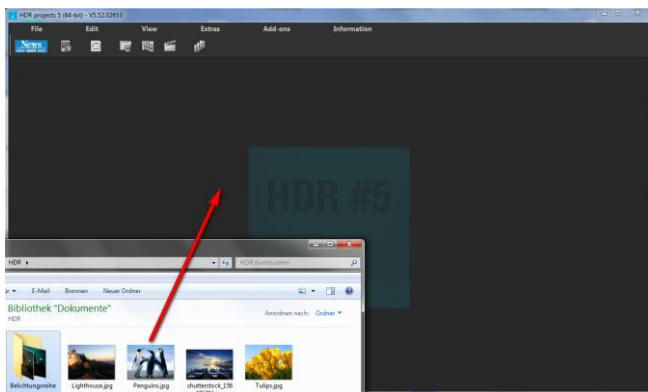 HDR projects 5 (64-bit) - V5.52.02653
File Edit View Extras Add-ons Information
News
HDR #5
HDR
HDR durchsuchen
E-Mail Brennen Neuer Ordner
Bibliothek "Dokumente"
HDR
Anordnen nach: Ordner
Belichtungsreihe Lighthouse.jpg Penguins.jpg shutterstock_156 Tulips.jpg